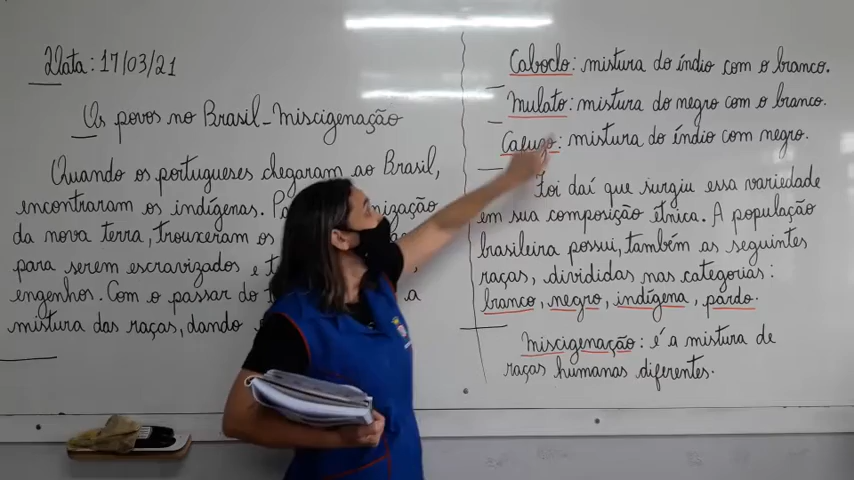 Data: 17/03/21
Os povos no Brasil - Miscigenação
Quando os portugueses chegaram ao Brasil,
encontraram os indígenas.
da nova terra, trouxeram os
para serem escravizados e
engenhos. Com o passar do a
mistura das raças, dando
Caboclo: mistura do índio com o branco.
Mulato: mistura do negro com o branco.
Cafuzo: mistura do índio com negro.
Foi daí que surgiu essa variedade
em sua composição étnica. A população
brasileira possui, também as seguintes
raças, divididas nas categorias:
branco, negro, indígena, pardo.
Miscigenação: é a mistura de
raças humanas diferentes.